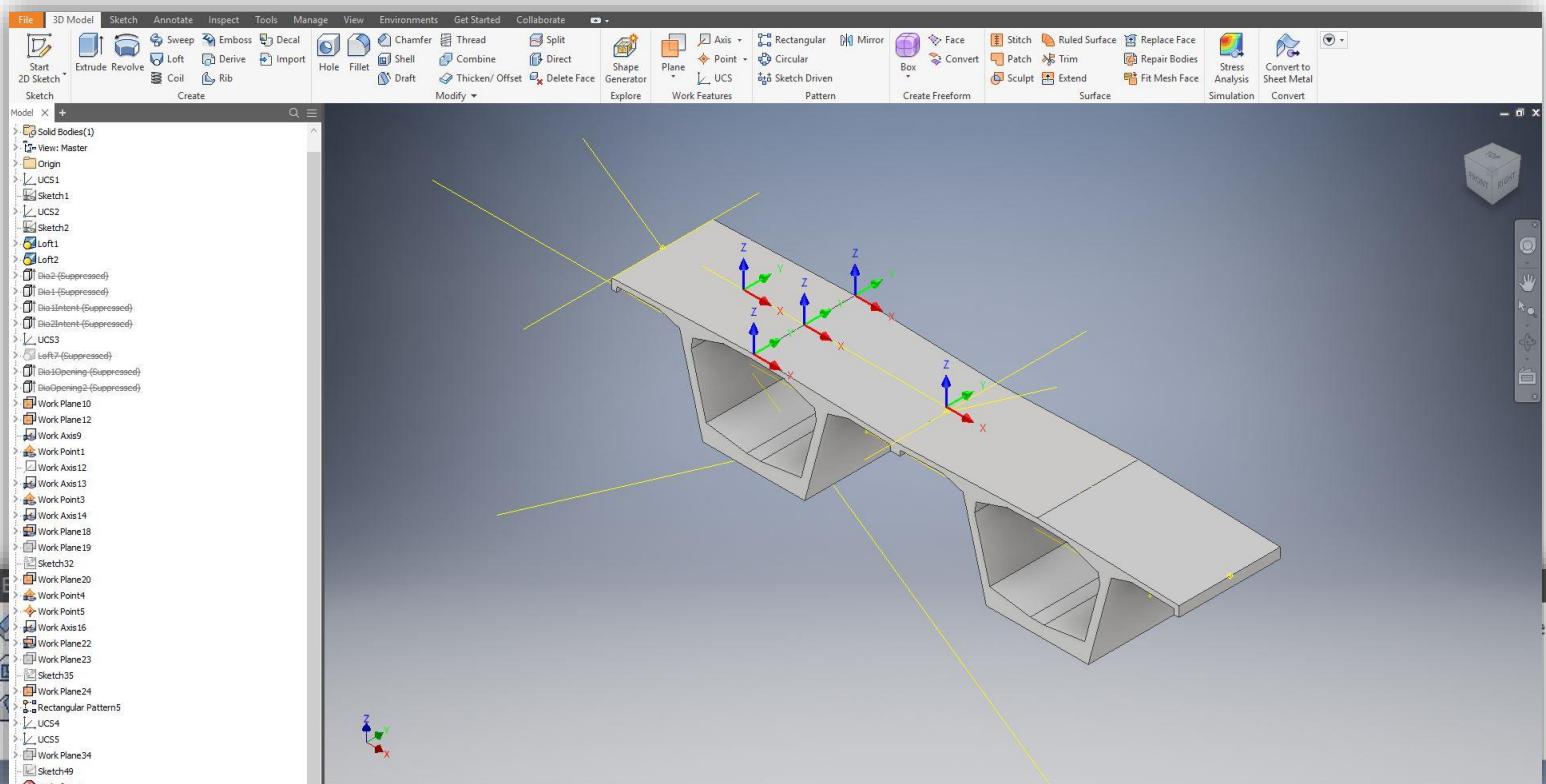 File 3D Model Sketch Annotate Inspect Tools Manage View Environments Get Started Collaborate
Start
2D Sketch
Extrude Revolve
Sweep Emboss Decal
Loft Derive Import
Coil Rib
Hole Fillet
Chamfer Thread
Shell Combine
Draft Thicken/ Offset
Split
Direct
Delete Face
Shape
Generator
Plane
Axis
Point
UCS
Rectangular Mirror
Circular
Sketch Driven
Box
Face
Convert
Stitch Ruled Surface Replace Face
Patch Trim Repair Bodies
Sculpt Extend Fit Mesh Face
Stress
Analysis
Convert to
Sheet Metal
Sketch Create Modify Explore Work Features Pattern Create Freeform Surface Simulation Convert
Model
Solid Bodies(1)
View: Master
Origin
UCS1
Sketch1
UCS2
Sketch2
Loft1
Loft2
Dia2 (Suppressed)
Dia1 (Suppressed)
Dia1Intent (Suppressed)
Dia2Intent (Suppressed)
UCS3
Loft7 (Suppressed)
Dia1Opening (Suppressed)
DiaOpening2 (Suppressed)
Work Plane10
Work Plane12
Work Axis9
Work Point1
Work Axis12
Work Axis13
Work Point3
Work Axis14
Work Plane18
Work Plane19
Sketch32
Work Plane20
Work Point4
Work Point5
Work Axis16
Work Plane22
Work Plane23
Sketch35
Work Plane24
Rectangular Pattern5
UCS4
UCS5
Work Plane34
Sketch49
TOP
FRONT
RIGHT
Z
Y
X
Z
Y
X
Z
Y
X
Z
Y
X
Z
Y
X
Z
Y
X